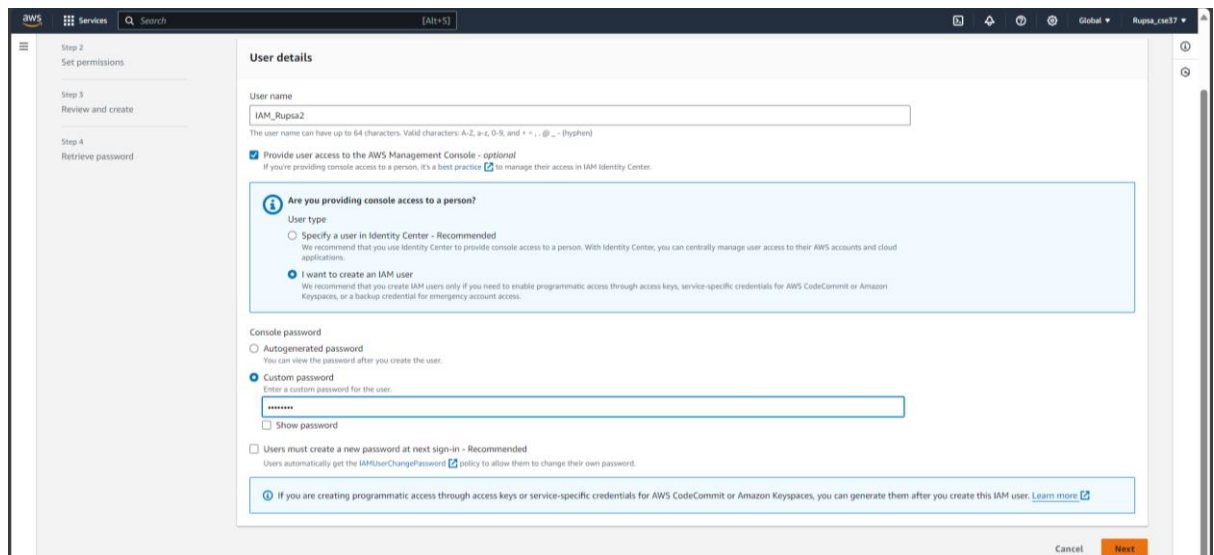 aws Services Search [Alt+S] Global Rupsa_cse37
Step 2
Set permissions
Step 3
Review and create
Step 4
Retrieve password
User details
User name
IAM_Rupsa2
The user name can have up to 64 characters. Valid characters: A-Z, a-z, 0-9, and + = , . @ _ - (hyphen)
Provide user access to the AWS Management Console - optional
If you're providing console access to a person, it's a best practice to manage their access in IAM Identity Center.
Are you providing console access to a person?
User type
Specify a user in Identity Center - Recommended
We recommend that you use Identity Center to provide console access to a person. With Identity Center, you can centrally manage user access to their AWS accounts and cloud
applications.
I want to create an IAM user
We recommend that you create IAM users only if you need to enable programmatic access through access keys, service-specific credentials for AWS CodeCommit or Amazon
Keyspaces, or a backup credential for emergency account access.
Console password
Autogenerated password
You can view the password after you create the user.
Custom password
Enter a custom password for the user.
••••••••
Show password
Users must create a new password at next sign-in - Recommended
Users automatically get the IAMUserChangePassword policy to allow them to change their own password.
If you are creating programmatic access through access keys or service-specific credentials for AWS CodeCommit or Amazon Keyspaces, you can generate them after you create this IAM user. Learn more
Cancel Next